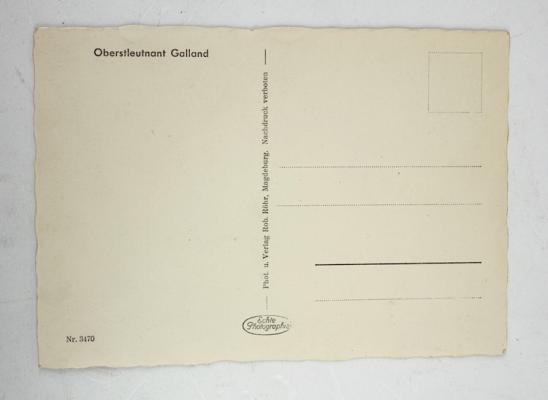 Oberstleutnant Galland
Nr. 3470
Phot. u. Verlag Rob. Röhr, Magdeburg. Nachdruck verboten
Echte
Photographie